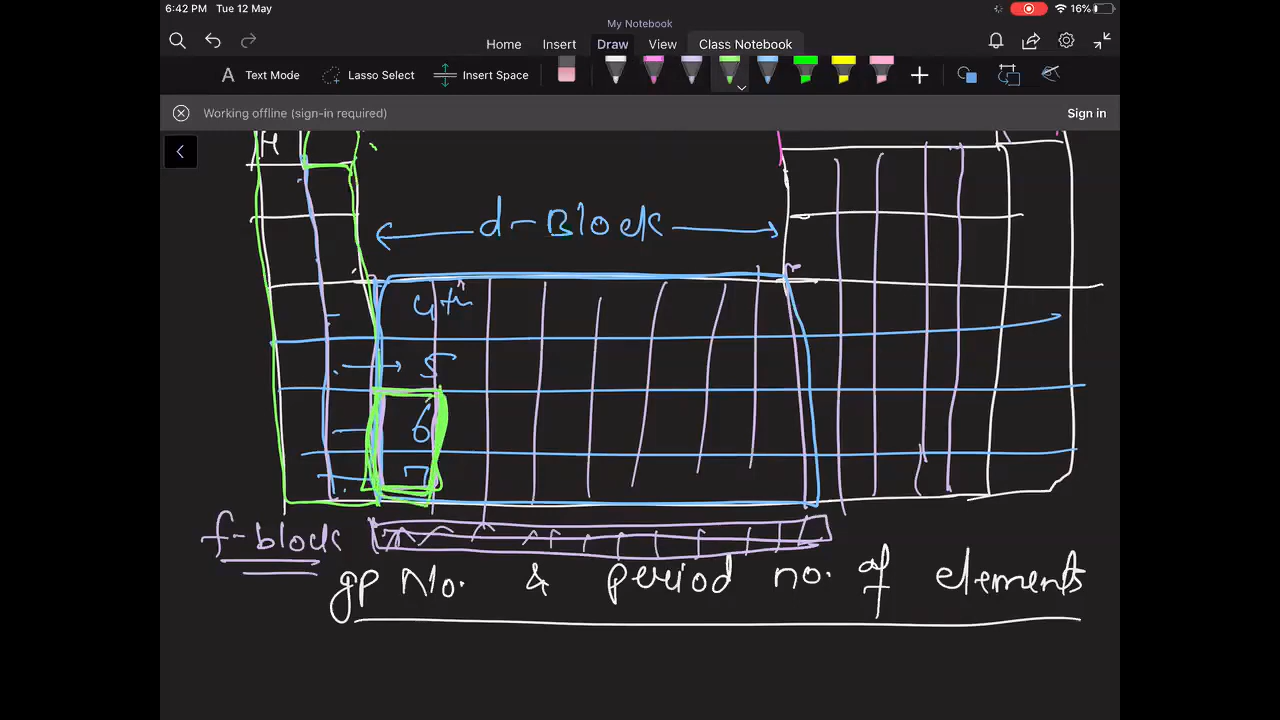 6:42 PM Tue 12 May
16%
My Notebook
Home Insert Draw View Class Notebook
Text Mode Lasso Select Insert Space
Working offline (sign-in required) Sign in
H
d-Block
4th
5
6
7
f-block
gp No. & period no. of elements